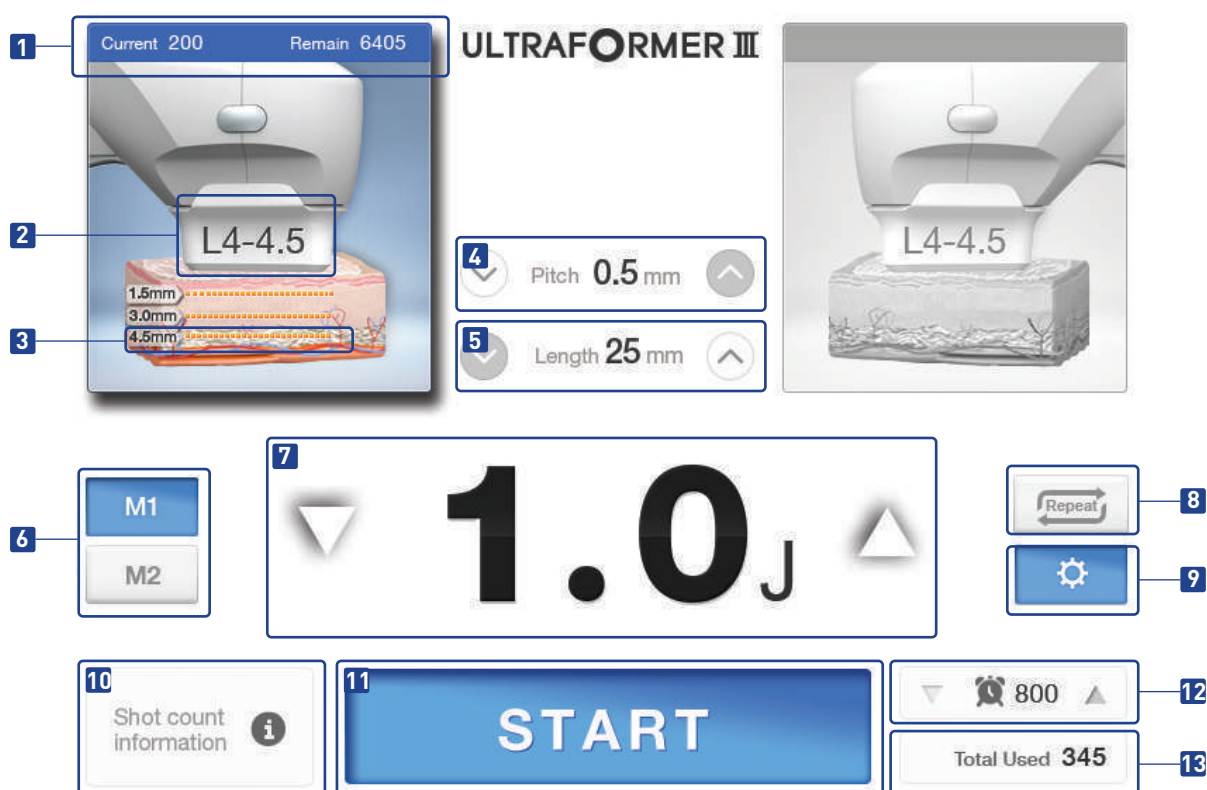 1
Current 200 Remain 6405
ULTRAFORMER III
2
L4-4.5
L4-4.5
4
Pitch 0.5 mm
1.5mm
3.0mm
3
4.5mm
5
Length 25 mm
7
6
M1
M2
1.0J
8
Repeat
9
10
Shot count
information
i
11
START
800
12
Total Used 345
13